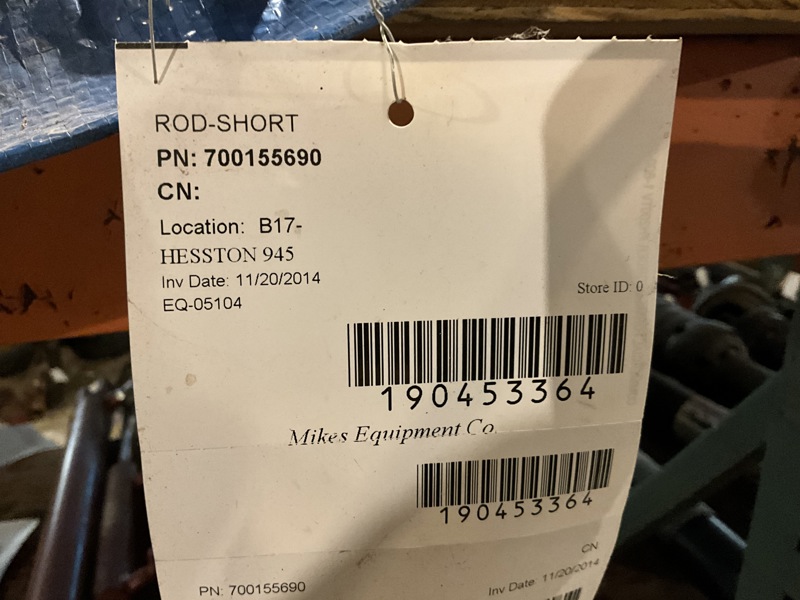 ROD-SHORT
PN: 700155690
CN:
Location: B17-
HESSTON 945
Inv Date: 11/20/2014
EQ-05104
Store ID: 0
190453364
Mikes Equipment Co.
190453364
CN
PN: 700155690
Inv Date: 11/20/2014